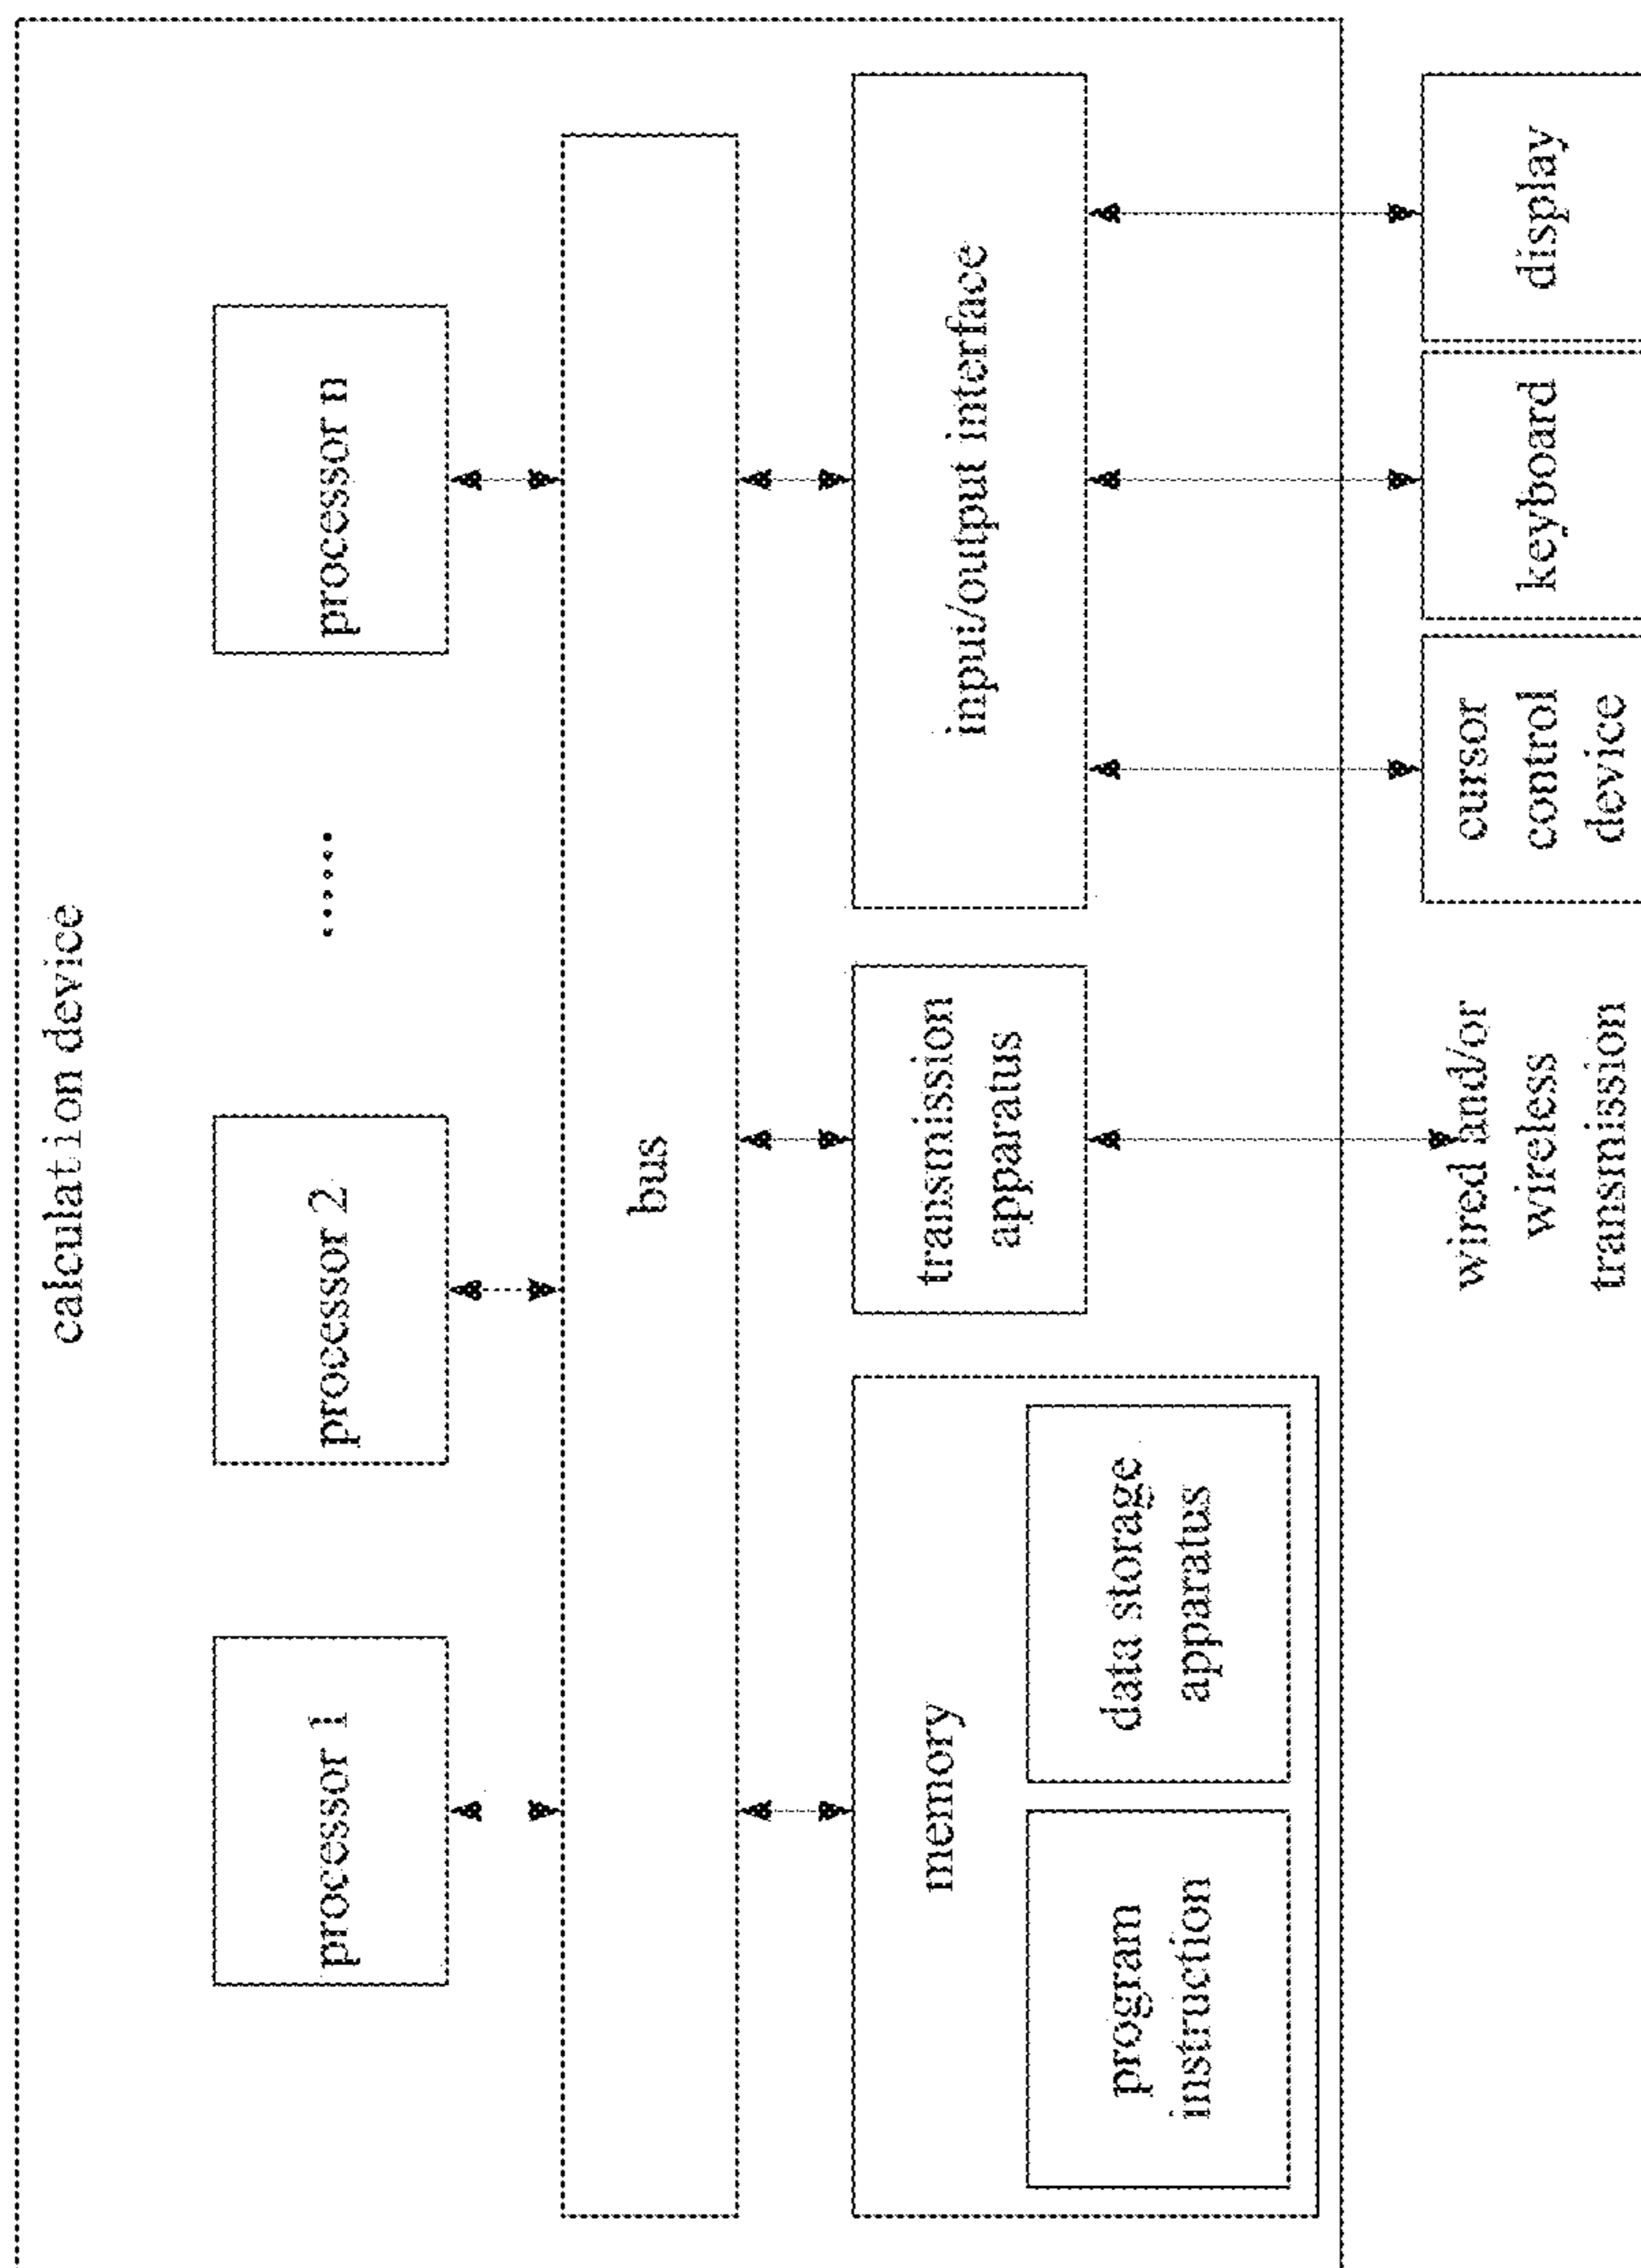 calculation device
processor 1
processor 2
......
processor n
bus
memory
program
instruction
data storage
apparatus
transmission
apparatus
input/output interface
wired and/or
wireless
transmission
cursor
control
device
keyboard
display